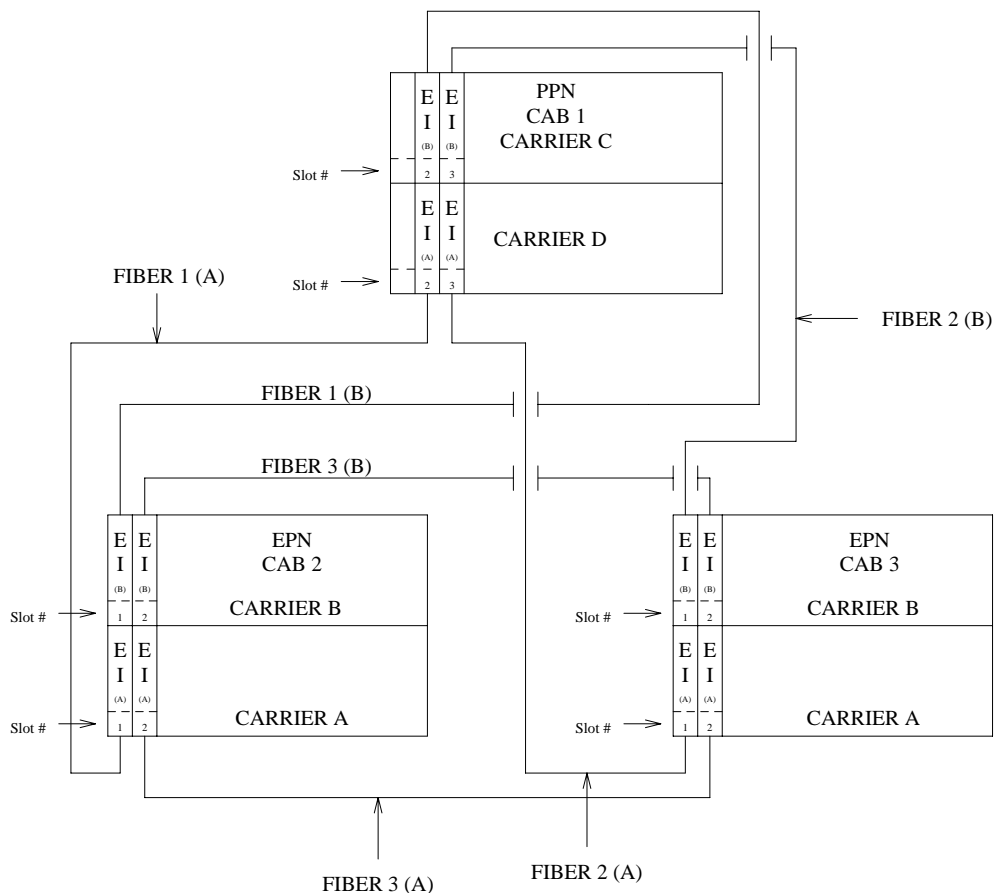 E E
I I
(B) (B)
2 3
PPN
CAB 1
CARRIER C
Slot #
E E
I I
(A) (A)
2 3
CARRIER D
Slot #
FIBER 1 (A)
FIBER 2 (B)
FIBER 1 (B)
FIBER 3 (B)
E E
I I
(B) (B)
1 2
EPN
CAB 2
CARRIER B
Slot #
E E
I I
(A) (A)
1 2
CARRIER A
Slot #
E E
I I
(B) (B)
1 2
EPN
CAB 3
CARRIER B
Slot #
E E
I I
(A) (A)
1 2
CARRIER A
Slot #
FIBER 2 (A)
FIBER 3 (A)